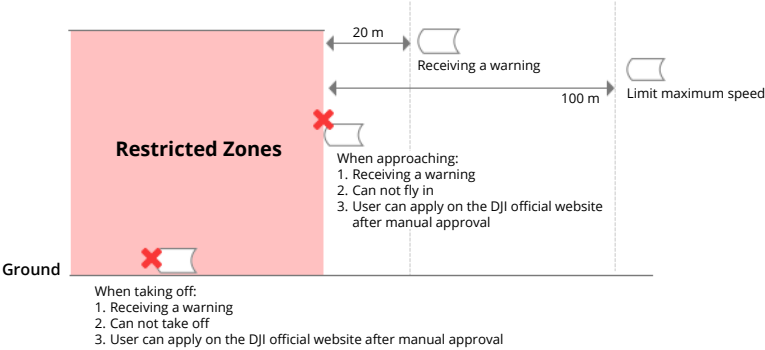 20 m
Receiving a warning
Limit maximum speed
100 m
Restricted Zones
When approaching:
1. Receiving a warning
2. Can not fly in
3. User can apply on the DJI official website
after manual approval
Ground
When taking off:
1. Receiving a warning
2. Can not take off
3. User can apply on the DJI official website after manual approval